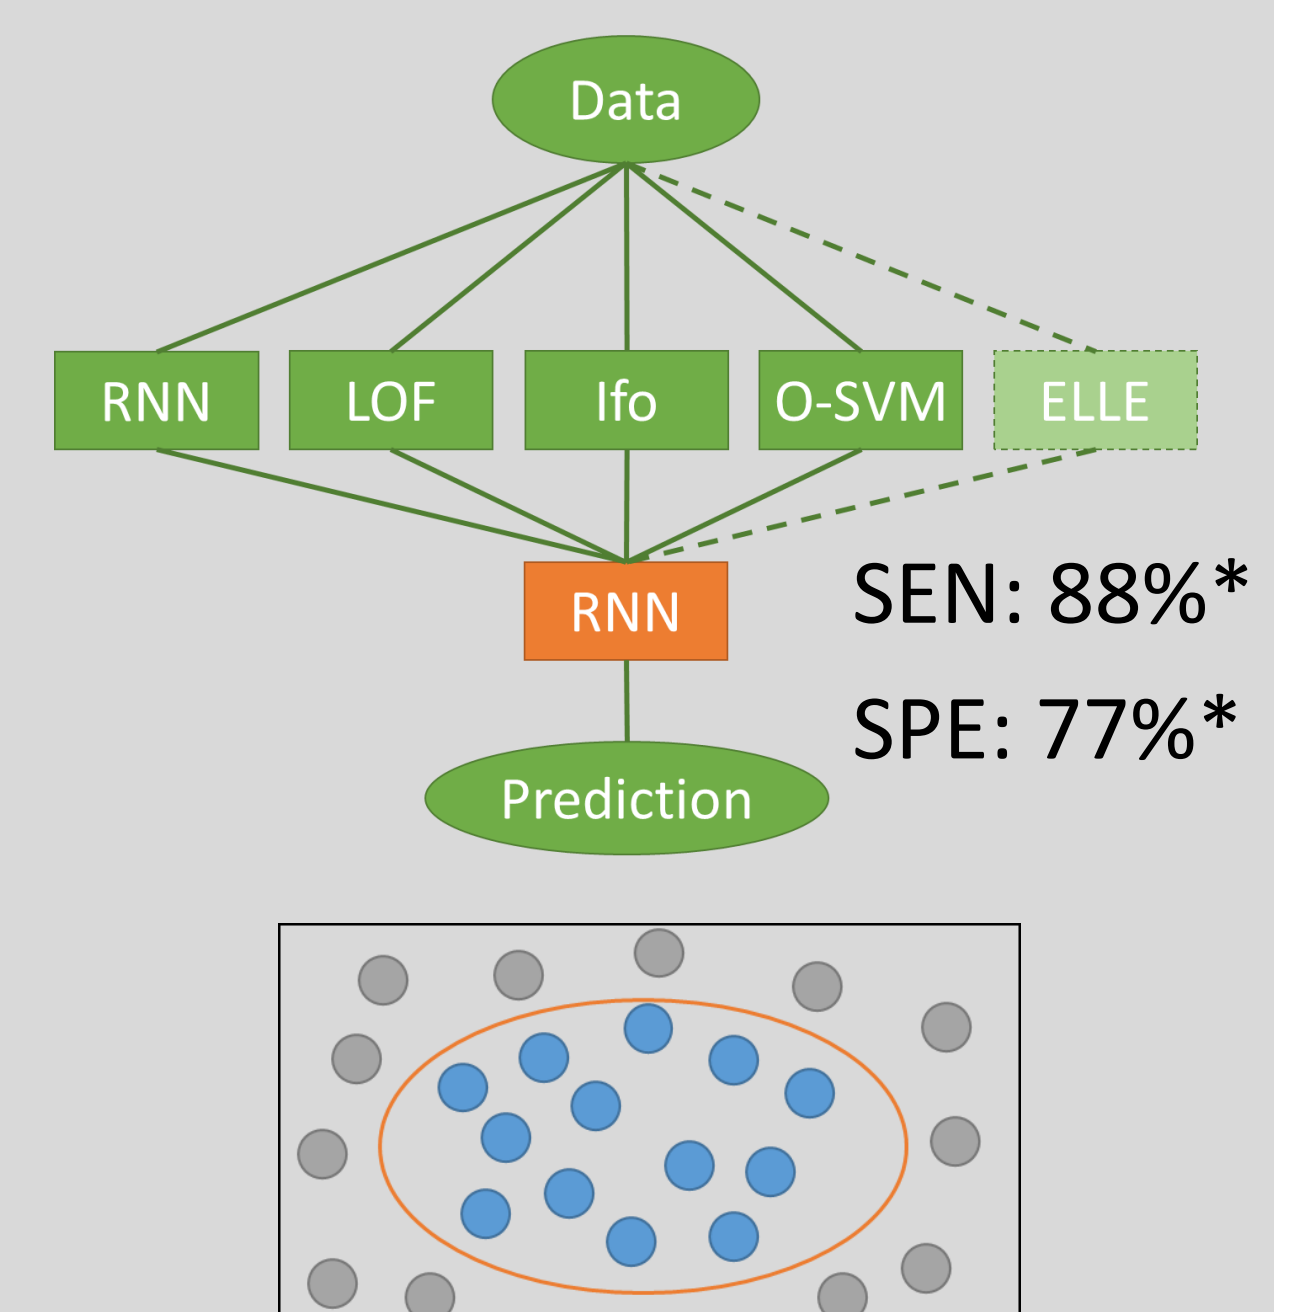 Data
RNN LOF Ifo O-SVM ELLE
RNN
SEN: 88%*
SPE: 77%*
Prediction